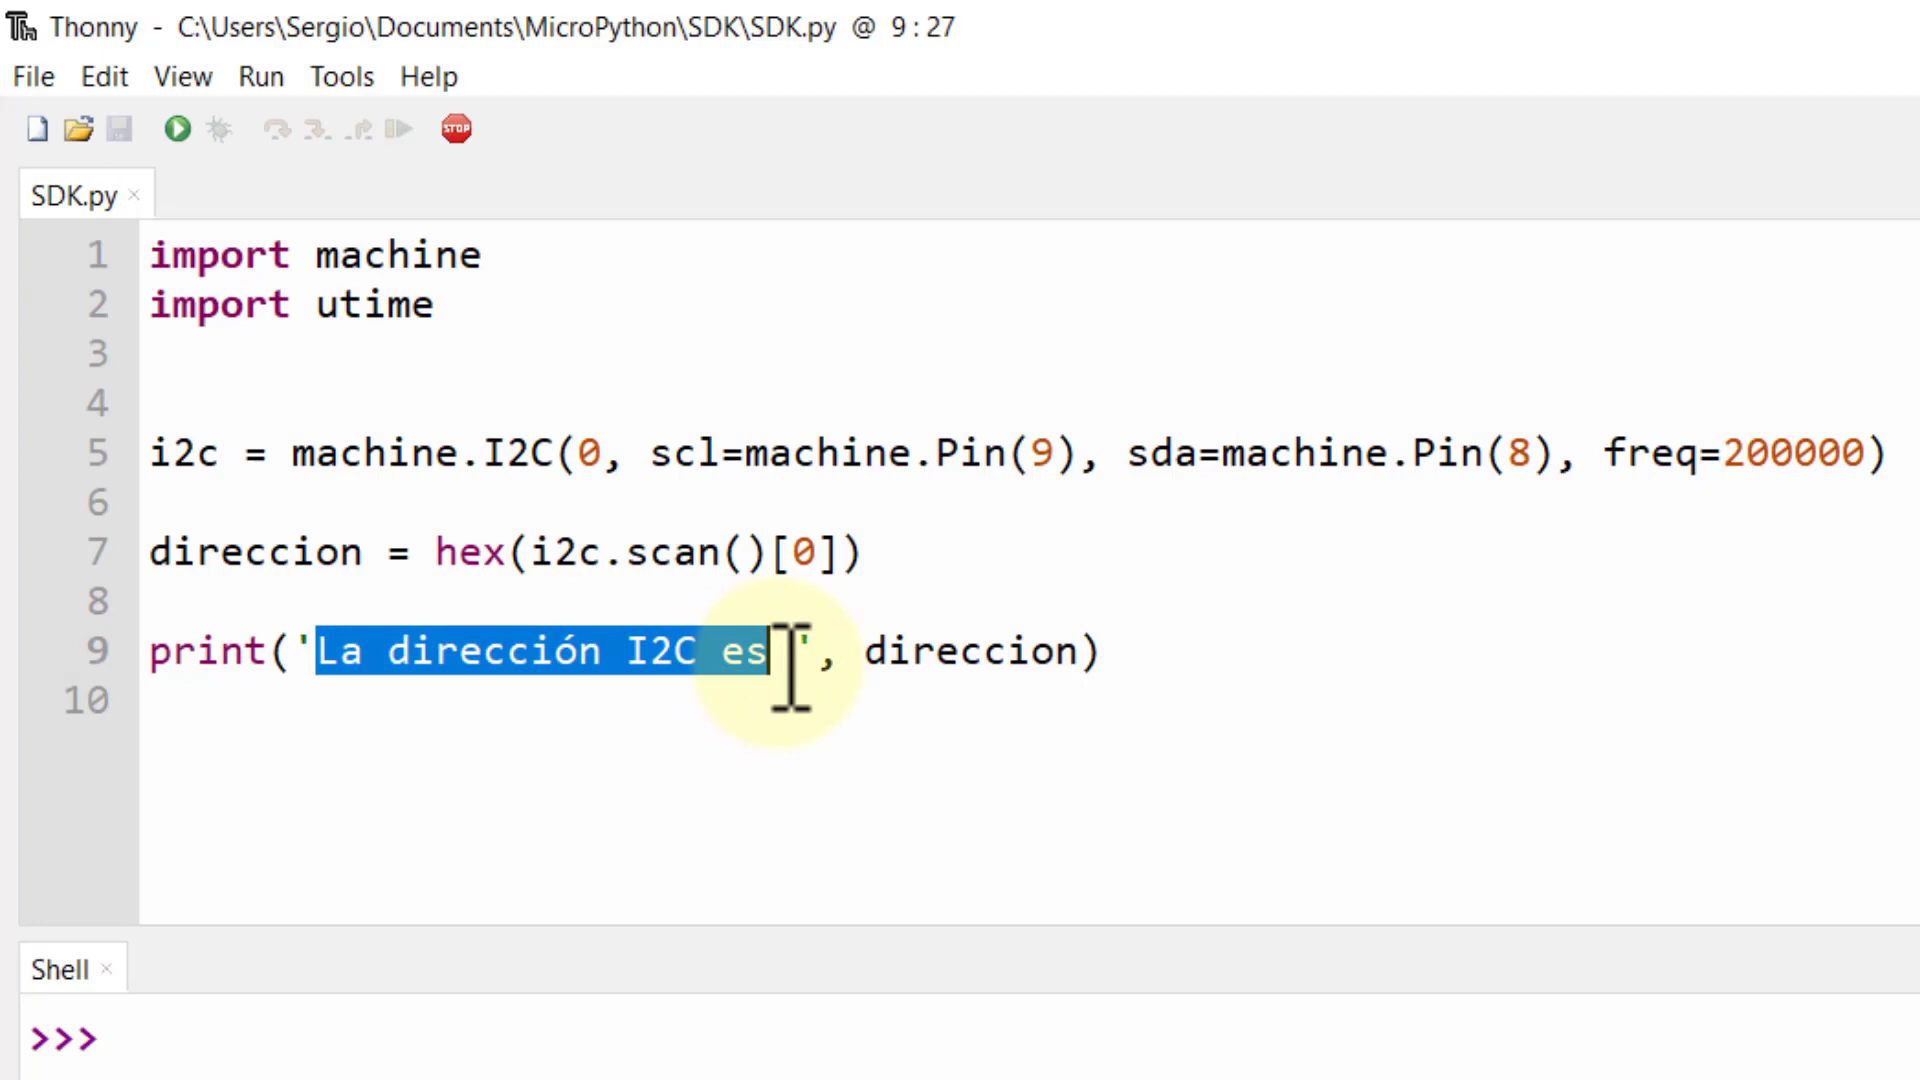 Thonny - C:\Users\Sergio\Documents\MicroPython\SDK\SDK.py @ 9:27
File Edit View Run Tools Help
STOP
SDK.py ×
1 import machine
2 import utime
3
4
5 i2c = machine.I2C(0, scl=machine.Pin(9), sda=machine.Pin(8), freq=200000)
6
7 direccion = hex(i2c.scan()[0])
8
9 print('La dirección I2C es ', direccion)
10
Shell ×
>>>